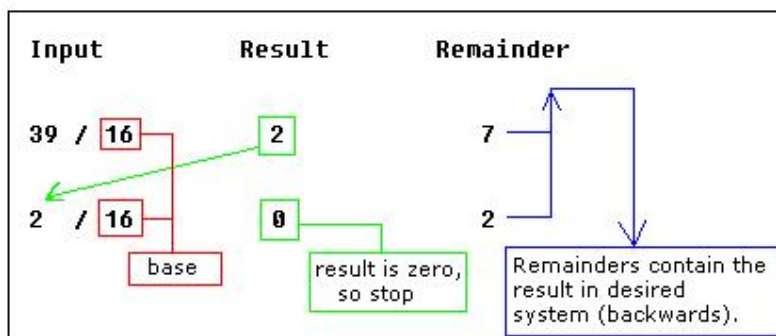 Input Result Remainder
39 / 16 2 7
2 / 16 0 2
base
result is zero,
so stop
Remainders contain the
result in desired
system (backwards).